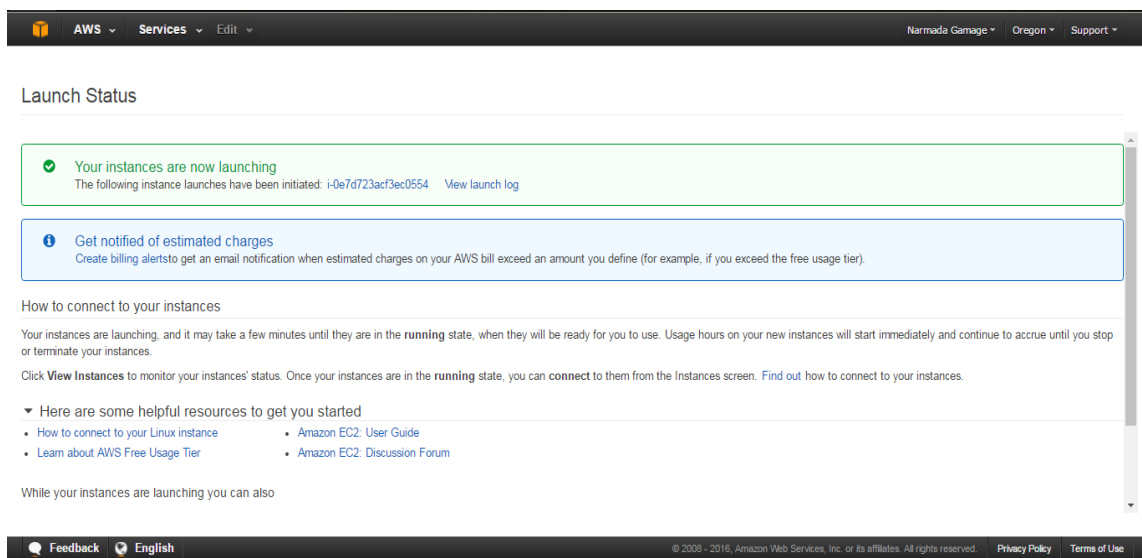 AWS Services Edit Narmada Gamage Oregon Support
Launch Status
Your instances are now launching
The following instance launches have been initiated: i-0e7d723acf3ec0554 View launch log
Get notified of estimated charges
Create billing alertsto get an email notification when estimated charges on your AWS bill exceed an amount you define (for example, if you exceed the free usage tier).
How to connect to your instances
Your instances are launching, and it may take a few minutes until they are in the running state, when they will be ready for you to use. Usage hours on your new instances will start immediately and continue to accrue until you stop
or terminate your instances.
Click View Instances to monitor your instances' status. Once your instances are in the running state, you can connect to them from the Instances screen. Find out how to connect to your instances.
Here are some helpful resources to get you started
• How to connect to your Linux instance • Amazon EC2: User Guide
• Learn about AWS Free Usage Tier • Amazon EC2: Discussion Forum
While your instances are launching you can also
Feedback English © 2008 - 2016, Amazon Web Services, Inc. or its affiliates. All rights reserved. Privacy Policy Terms of Use